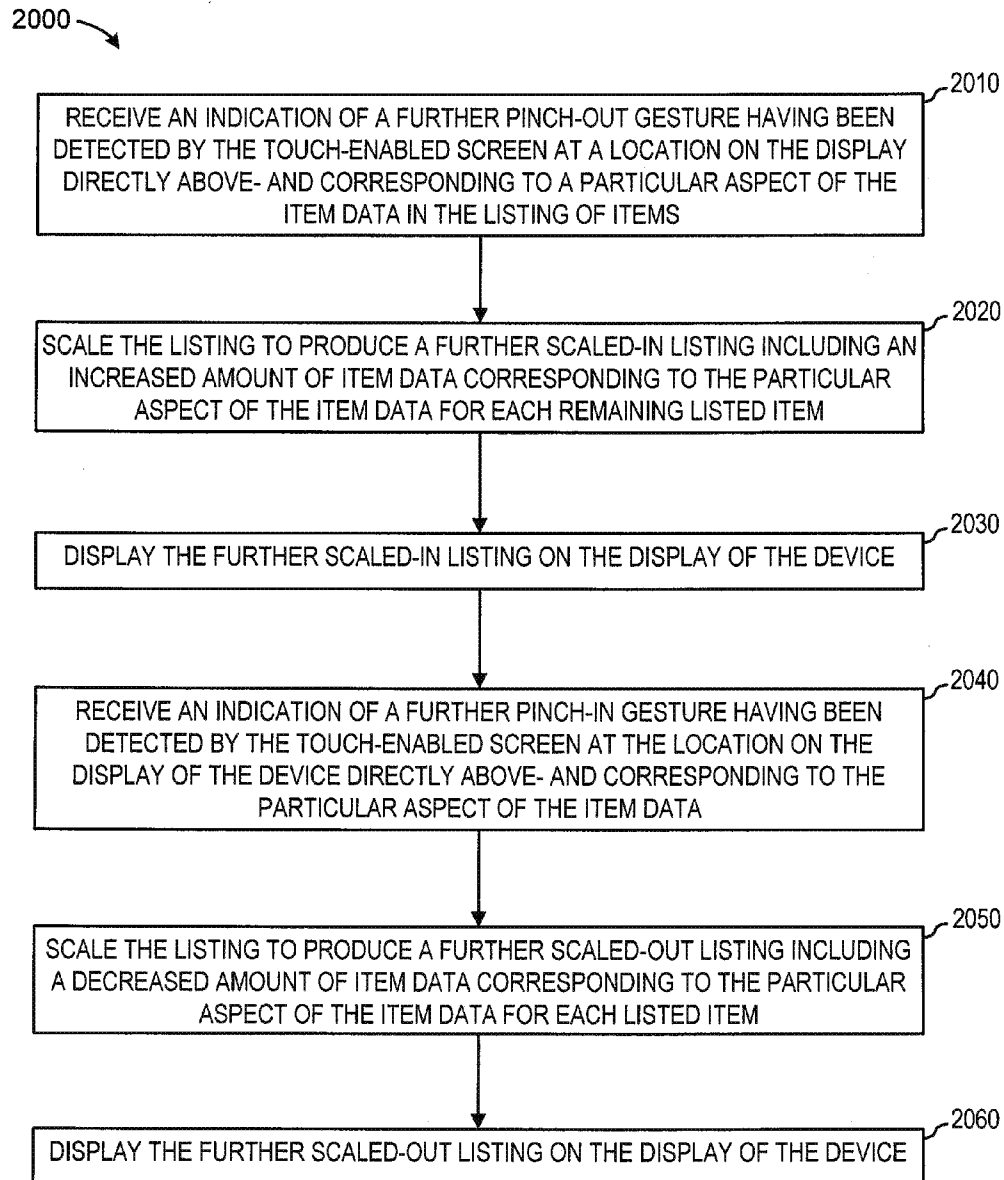 2000
2010
RECEIVE AN INDICATION OF A FURTHER PINCH-OUT GESTURE HAVING BEEN
DETECTED BY THE TOUCH-ENABLED SCREEN AT A LOCATION ON THE DISPLAY
DIRECTLY ABOVE- AND CORRESPONDING TO A PARTICULAR ASPECT OF THE
ITEM DATA IN THE LISTING OF ITEMS
2020
SCALE THE LISTING TO PRODUCE A FURTHER SCALED-IN LISTING INCLUDING AN
INCREASED AMOUNT OF ITEM DATA CORRESPONDING TO THE PARTICULAR
ASPECT OF THE ITEM DATA FOR EACH REMAINING LISTED ITEM
2030
DISPLAY THE FURTHER SCALED-IN LISTING ON THE DISPLAY OF THE DEVICE
2040
RECEIVE AN INDICATION OF A FURTHER PINCH-IN GESTURE HAVING BEEN
DETECTED BY THE TOUCH-ENABLED SCREEN AT THE LOCATION ON THE
DISPLAY OF THE DEVICE DIRECTLY ABOVE- AND CORRESPONDING TO THE
PARTICULAR ASPECT OF THE ITEM DATA
2050
SCALE THE LISTING TO PRODUCE A FURTHER SCALED-OUT LISTING INCLUDING
A DECREASED AMOUNT OF ITEM DATA CORRESPONDING TO THE PARTICULAR
ASPECT OF THE ITEM DATA FOR EACH LISTED ITEM
2060
DISPLAY THE FURTHER SCALED-OUT LISTING ON THE DISPLAY OF THE DEVICE